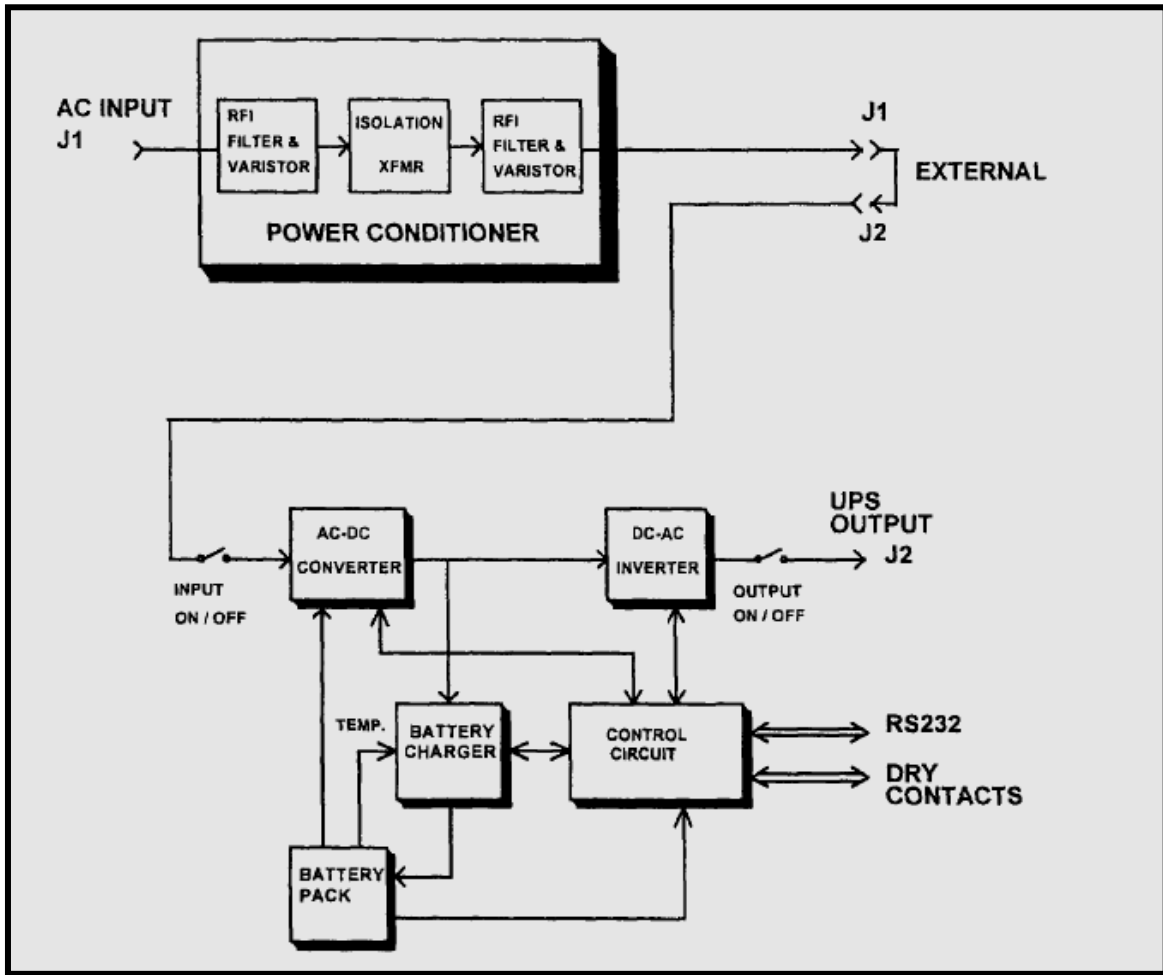 AC INPUT
J1
RFI
FILTER &
VARISTOR
ISOLATION
XFMR
RFI
FILTER &
VARISTOR
POWER CONDITIONER
J1
EXTERNAL
J2
INPUT
ON / OFF
AC-DC
CONVERTER
DC-AC
INVERTER
OUTPUT
ON / OFF
UPS
OUTPUT
J2
TEMP.
BATTERY
CHARGER
CONTROL
CIRCUIT
RS232
DRY
CONTACTS
BATTERY
PACK